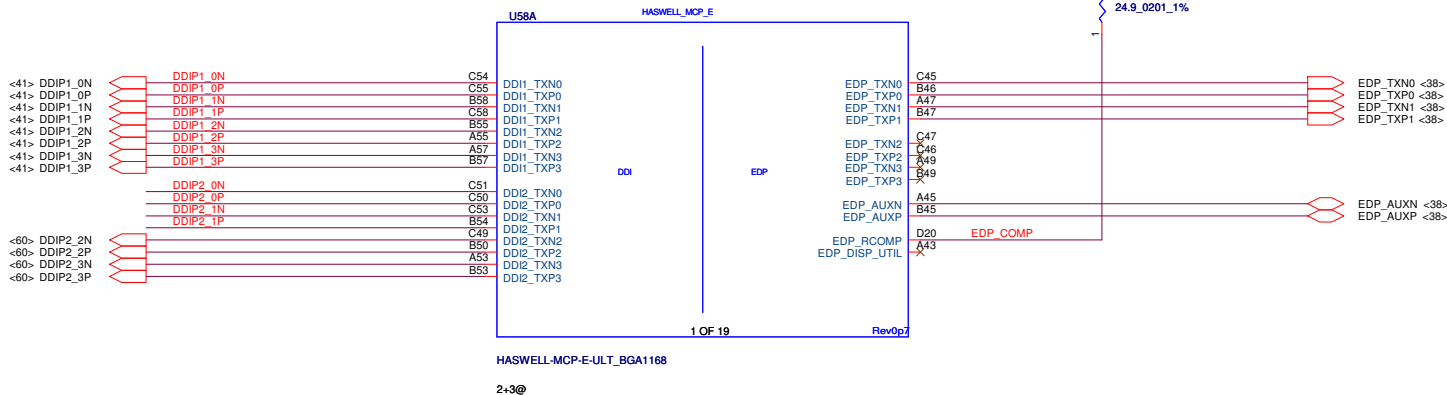 U58A
HASWELL_MCP_E
24.9_0201_1%
1
<41> DDIP1_0N DDIP1_0N C54 DDI1_TXN0 EDP_TXN0 C45 EDP_TXN0 <38>
<41> DDIP1_0P DDIP1_0P C55 DDI1_TXP0 EDP_TXP0 B46 EDP_TXP0 <38>
<41> DDIP1_1N DDIP1_1N B58 DDI1_TXN1 EDP_TXN1 A47 EDP_TXN1 <38>
<41> DDIP1_1P DDIP1_1P C58 DDI1_TXP1 EDP_TXP1 B47 EDP_TXP1 <38>
<41> DDIP1_2N DDIP1_2N B55 DDI1_TXN2 EDP_TXN2 C47
<41> DDIP1_2P DDIP1_2P A55 DDI1_TXP2 EDP_TXP2 C46
<41> DDIP1_3N DDIP1_3N A57 DDI1_TXN3 EDP_TXN3 A49
<41> DDIP1_3P DDIP1_3P B57 DDI1_TXP3 EDP_TXP3 B49
DDI EDP
DDIP2_0N C51 DDI2_TXN0 EDP_AUXN A45 EDP_AUXN <38>
DDIP2_0P C50 DDI2_TXP0 EDP_AUXP B45 EDP_AUXP <38>
DDIP2_1N C53 DDI2_TXN1
DDIP2_1P B54 DDI2_TXP1
<60> DDIP2_2N C49 DDI2_TXN2 EDP_RCOMP D20 EDP_COMP
<60> DDIP2_2P B50 DDI2_TXP2 EDP_DISP_UTIL A43
<60> DDIP2_3N A53 DDI2_TXN3
<60> DDIP2_3P B53 DDI2_TXP3
1 OF 19
Rev0p7
HASWELL-MCP-E-ULT_BGA1168
2+3@